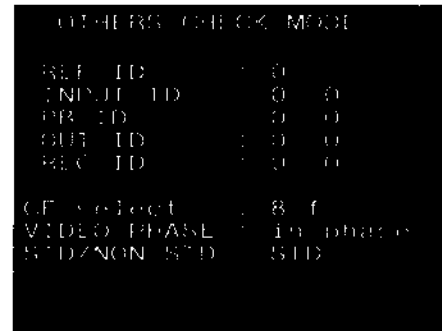 OTHERS CHECK MODE
REF ID : 0
INPUT ID : 0 0
PB ID : 0 0
OUT ID : 0 0
REC ID : 0 0
CF select : 8 f
VIDEO PHASE : in phase
STD/NON STD : STD